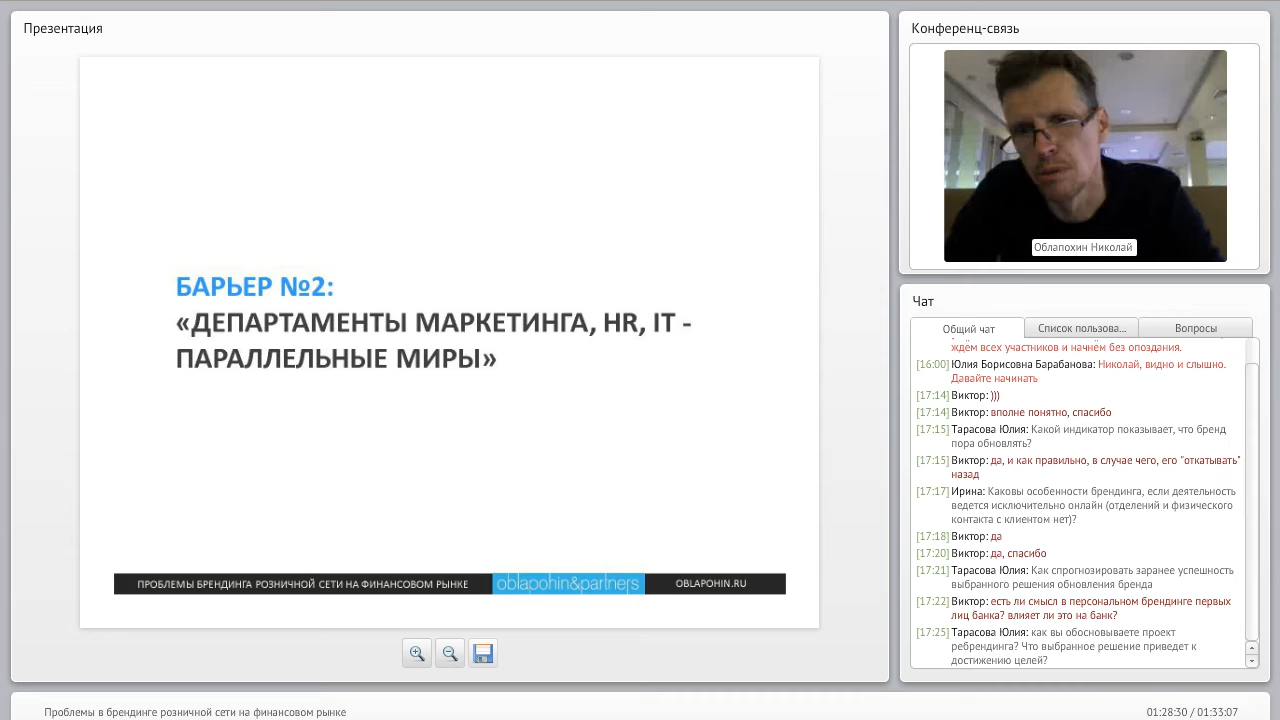 Презентация
БАРЬЕР №2:
«ДЕПАРТАМЕНТЫ МАРКЕТИНГА, HR, IT -
ПАРАЛЛЕЛЬНЫЕ МИРЫ»
ПРОБЛЕМЫ БРЕНДИНГА РОЗНИЧНОЙ СЕТИ НА ФИНАНСОВОМ РЫНКЕ
oblapohin&partners
OBLAPOHIN.RU
Конференц-связь
Облапохин Николай
Чат
Общий чат
Список пользова...
Вопросы
ждём всех участников и начнём без опоздания.
[16:00] Юлия Борисовна Барабанова: Николай, видно и слышно.
Давайте начинать
[17:14] Виктор: )))
[17:14] Виктор: вполне понятно, спасибо
[17:15] Тарасова Юлия: Какой индикатор показывает, что бренд
пора обновлять?
[17:15] Виктор: да, и как правильно, в случае чего, его "откатывать"
назад
[17:17] Ирина: Каковы особенности брендинга, если деятельность
ведется исключительно онлайн (отделений и физического
контакта с клиентом нет)?
[17:18] Виктор: да
[17:20] Виктор: да, спасибо
[17:21] Тарасова Юлия: Как спрогнозировать заранее успешность
выбранного решения обновления бренда
[17:22] Виктор: есть ли смысл в персональном брендинге первых
лиц банка? влияет ли это на банк?
[17:25] Тарасова Юлия: как вы обосновываете проект
ребрендинга? Что выбранное решение приведет к
достижению целей?
Проблемы в брендинге розничной сети на финансовом рынке
01:28:30 / 01:33:07